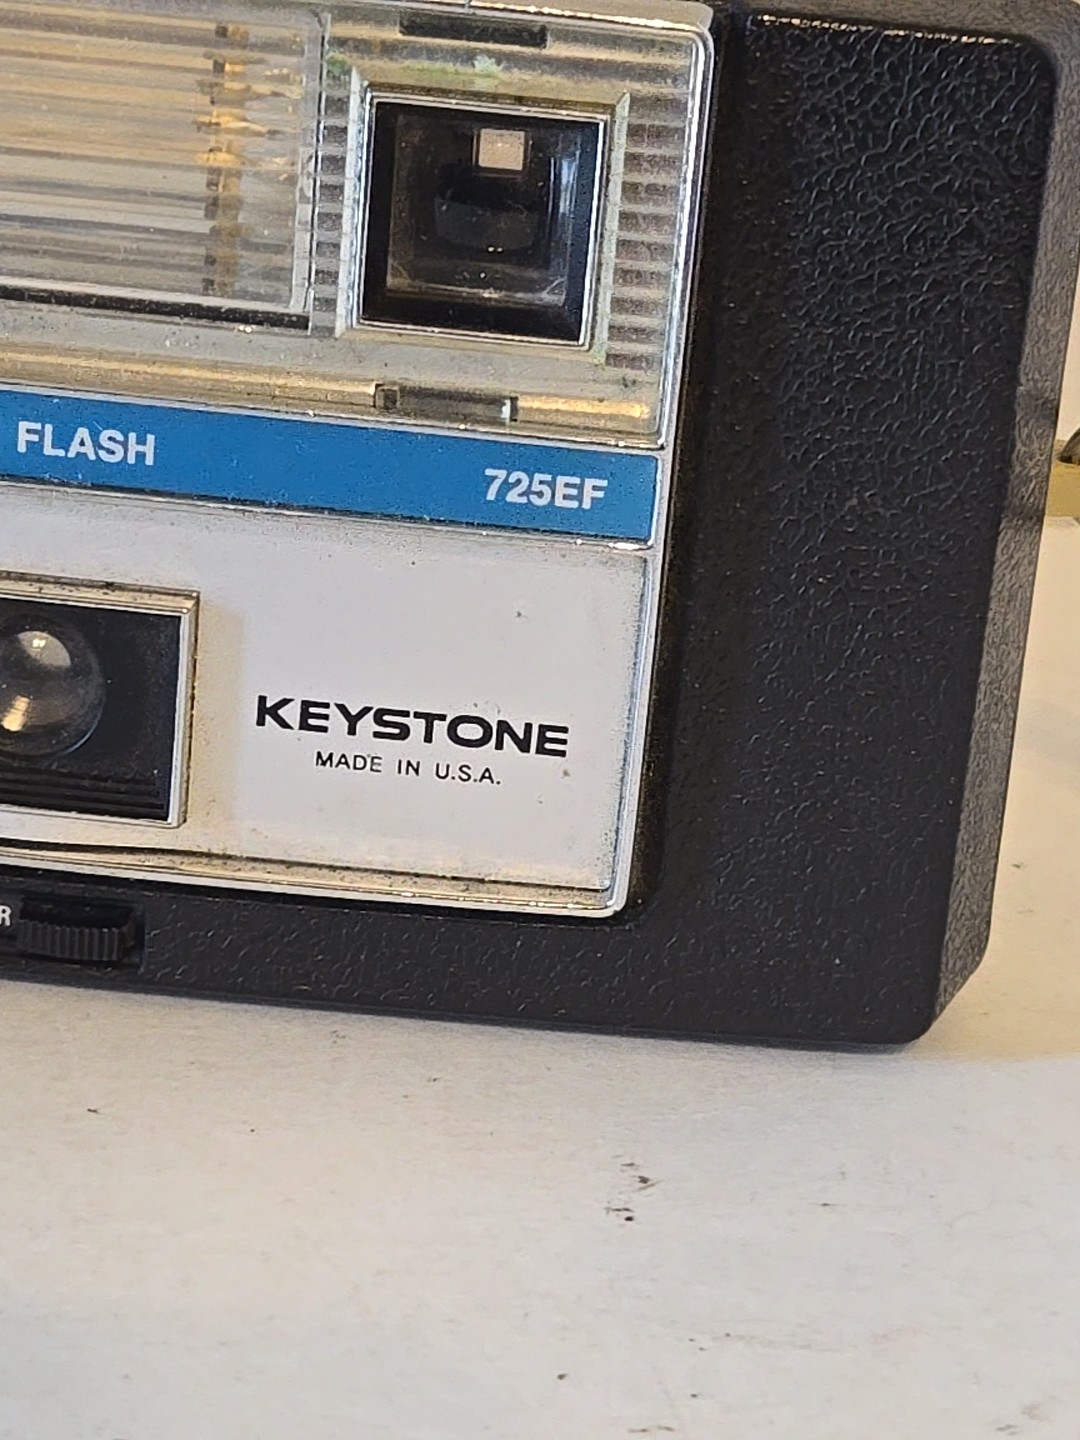 FLASH
725EF
KEYSTONE
MADE IN U.S.A.
R